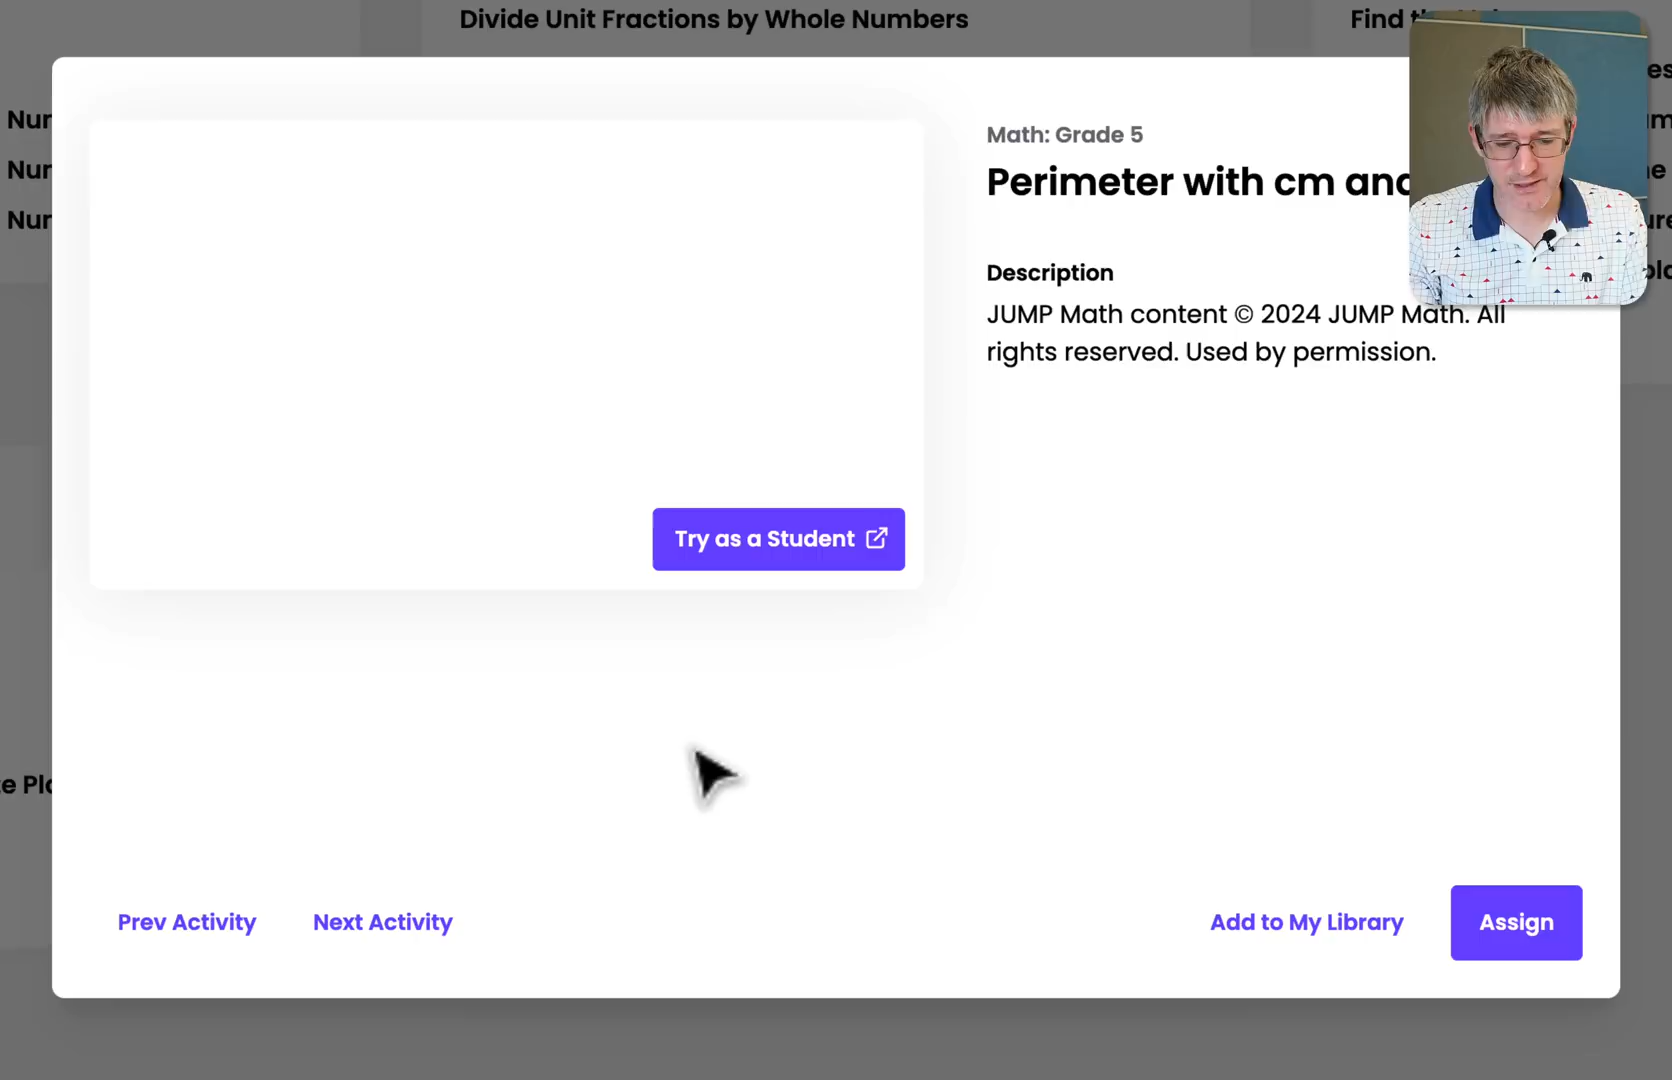 Divide Unit Fractions by Whole Numbers
Find
Math: Grade 5
Perimeter with cm and
Description
JUMP Math content © 2024 JUMP Math. All
rights reserved. Used by permission.
Try as a Student
Prev Activity
Next Activity
Add to My Library
Assign